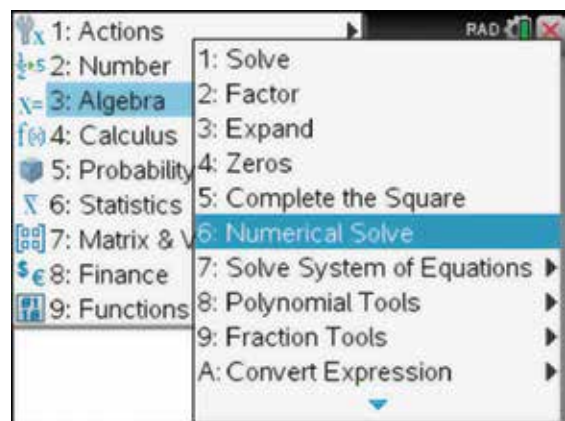 1: Actions
2: Number
3: Algebra
4: Calculus
5: Probability
6: Statistics
7: Matrix & V
8: Finance
9: Functions
RAD
1: Solve
2: Factor
3: Expand
4: Zeros
5: Complete the Square
6: Numerical Solve
7: Solve System of Equations
8: Polynomial Tools
9: Fraction Tools
A: Convert Expression